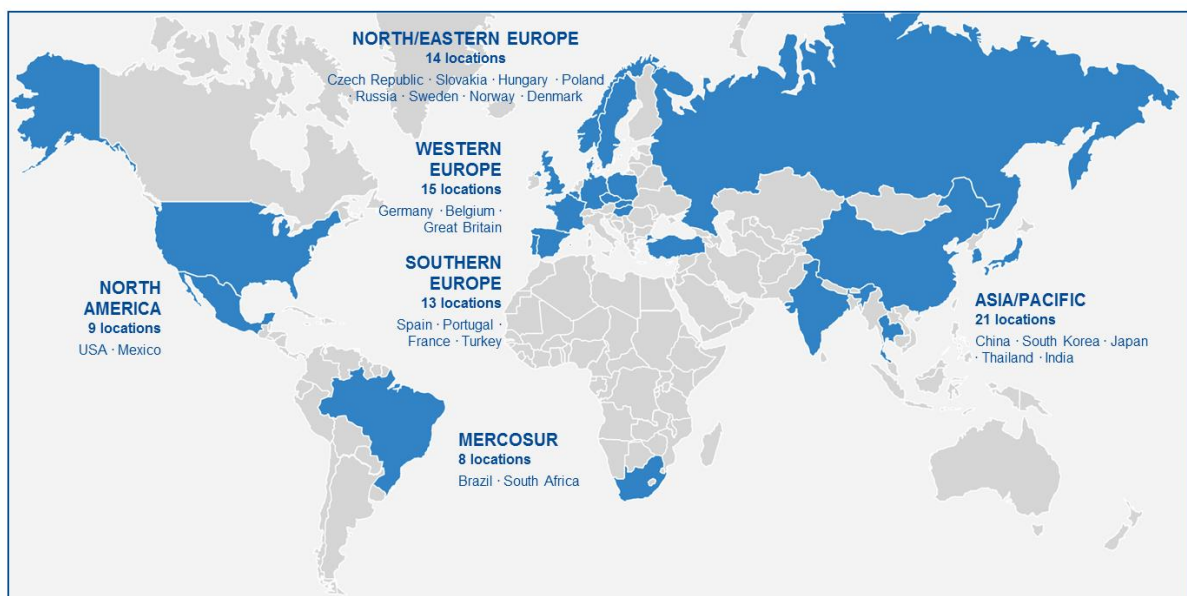 NORTH/EASTERN EUROPE
14 locations
Czech Republic · Slovakia · Hungary · Poland
· Russia · Sweden · Norway · Denmark
WESTERN
EUROPE
15 locations
Germany · Belgium ·
Great Britain
SOUTHERN
EUROPE
13 locations
Spain · Portugal ·
France · Turkey
NORTH
AMERICA
9 locations
USA · Mexico
ASIA/PACIFIC
21 locations
China · South Korea · Japan
· Thailand · India
MERCOSUR
8 locations
Brazil · South Africa